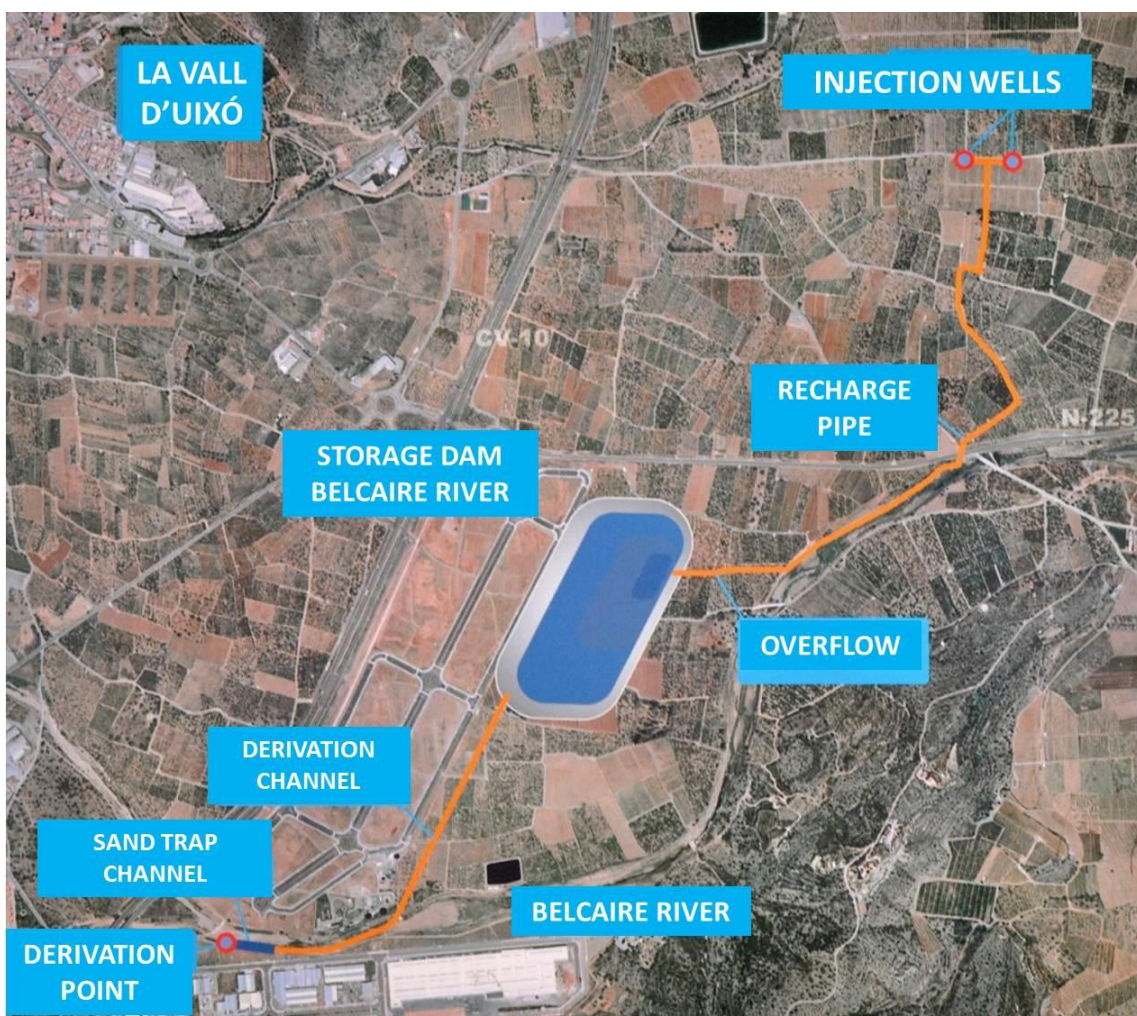 LA VALL
D'UIXÓ
INJECTION WELLS
CV-10
RECHARGE
PIPE
N-225
STORAGE DAM
BELCAIRE RIVER
OVERFLOW
DERIVATION
CHANNEL
SAND TRAP
CHANNEL
BELCAIRE RIVER
DERIVATION
POINT